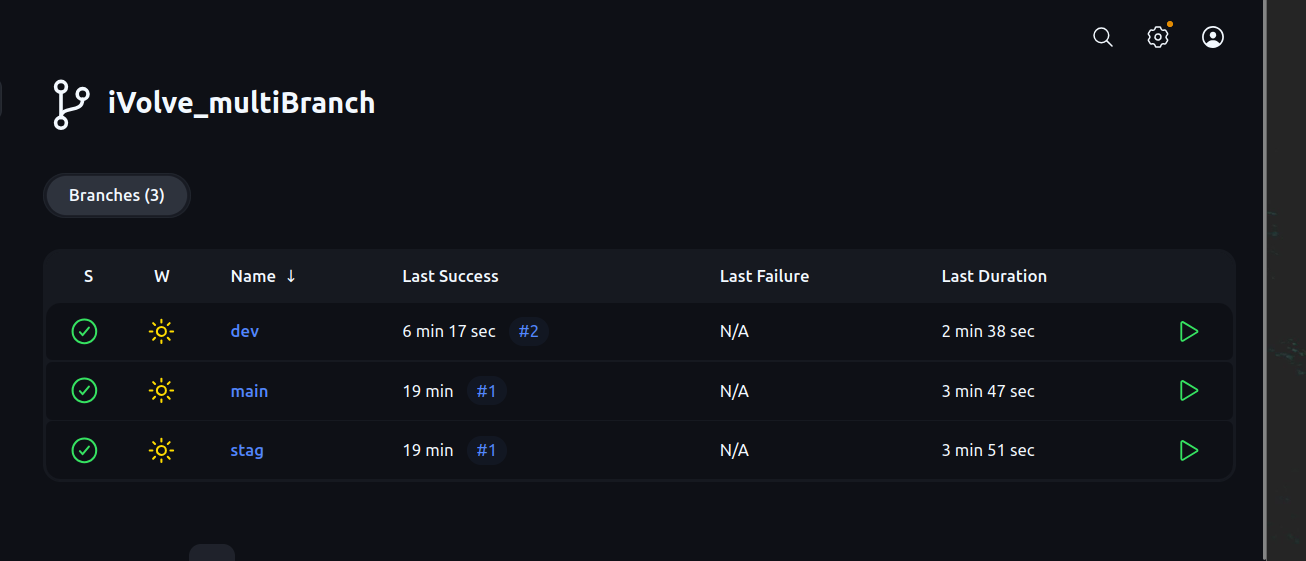 iVolve_multiBranch
Branches (3)
S W Name ↓ Last Success Last Failure Last Duration
dev 6 min 17 sec #2 N/A 2 min 38 sec
main 19 min #1 N/A 3 min 47 sec
stag 19 min #1 N/A 3 min 51 sec